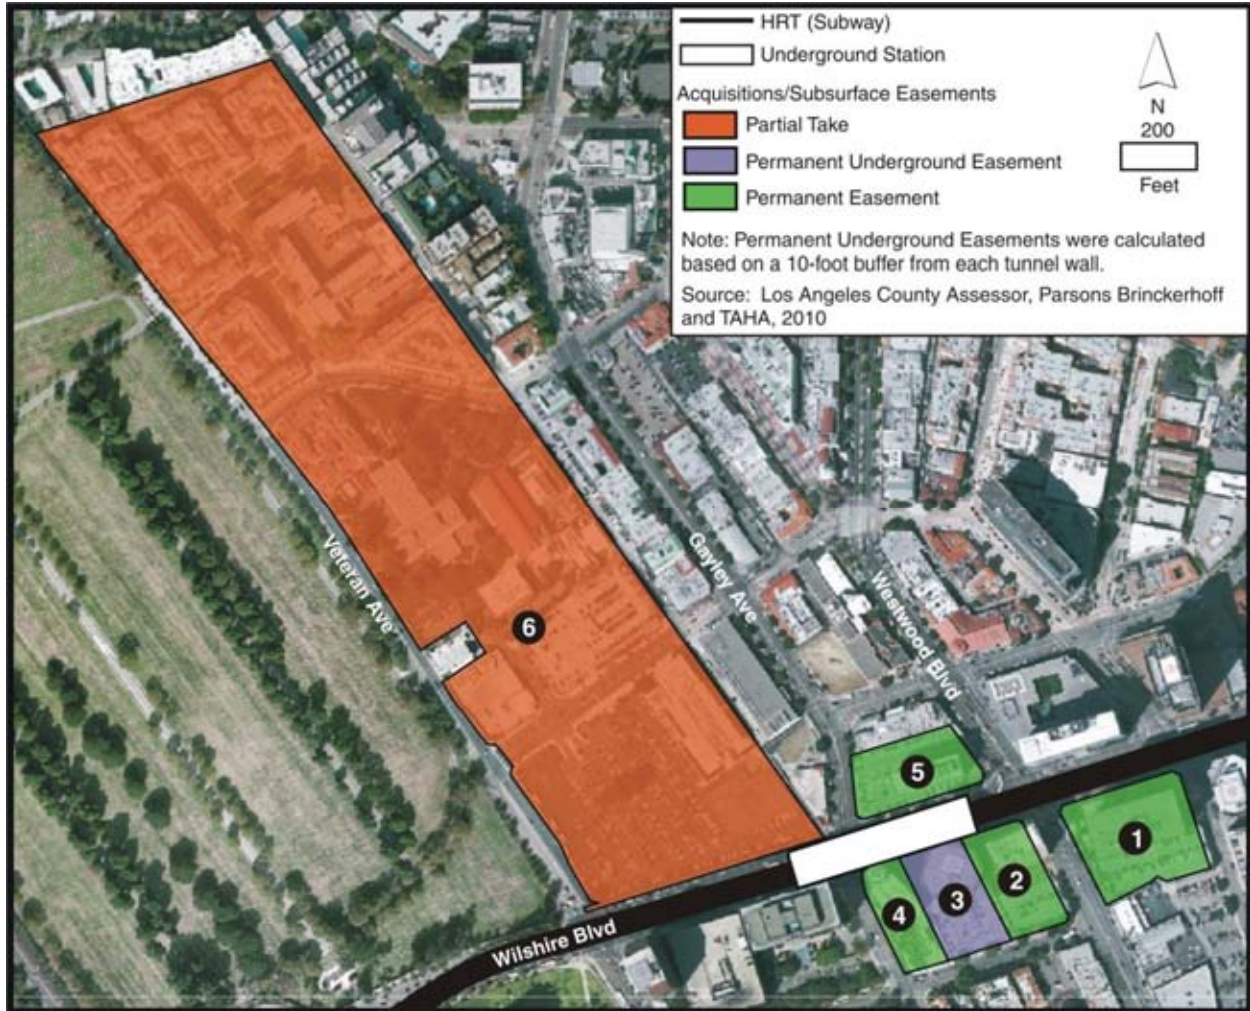 HRT (Subway)
Underground Station
Acquisitions/Subsurface Easements
Partial Take
Permanent Underground Easement
Permanent Easement
N
200
Feet
Note: Permanent Underground Easements were calculated
based on a 10-foot buffer from each tunnel wall.
Source: Los Angeles County Assessor, Parsons Brinckerhoff
and TAHA, 2010
Veteran Ave
Gayley Ave
Westwood Blvd
6
5
1
2
3
4
Wilshire Blvd